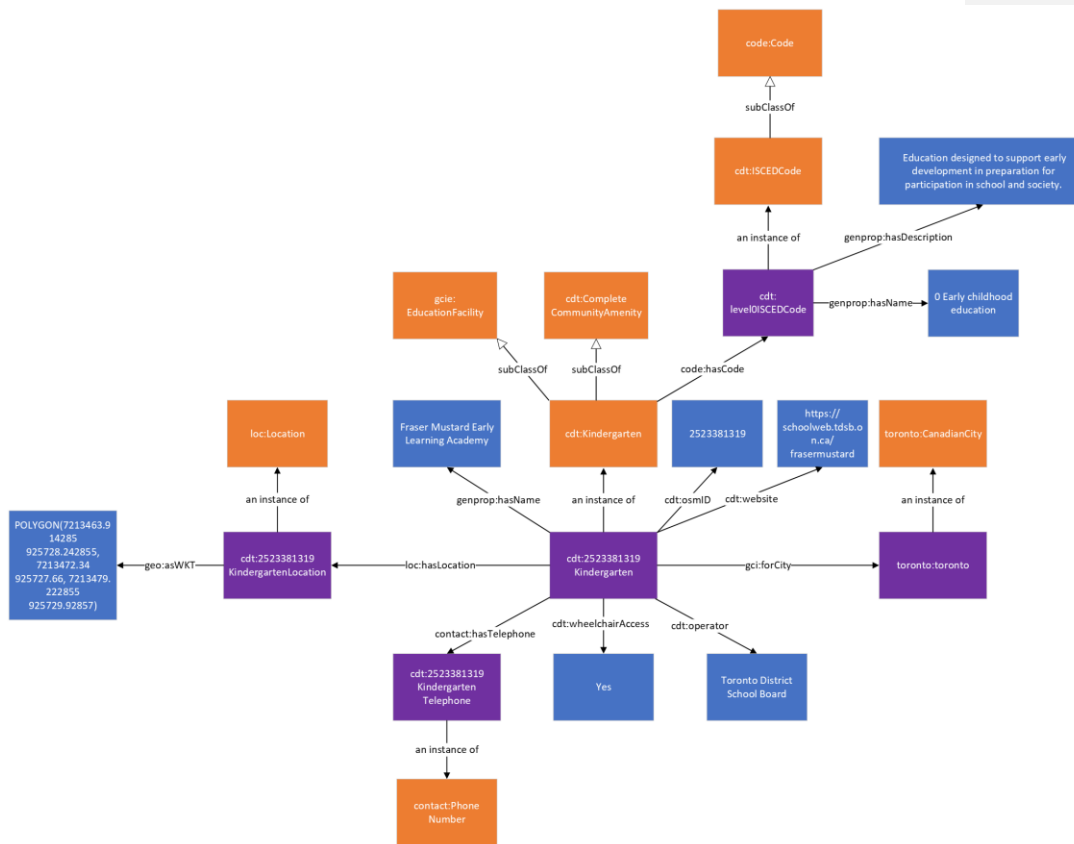 code:Code
subClassOf
cdt:ISCEDCode
Education designed to support early
development in preparation for
participation in school and society.
an instance of
genprop:hasDescription
gcie:
EducationFacility
cdt:Complete
CommunityAmenity
cdt:
level0ISCEDCode
genprop:hasName
0 Early childhood
education
subClassOf
subClassOf
code:hasCode
loc:Location
Fraser Mustard Early
Learning Academy
cdt:Kindergarten
2523381319
https://
schoolweb.tdsb.o
n.ca/
frasermustard
toronto:CanadianCity
an instance of
genprop:hasName
an instance of
cdt:osmID
cdt:website
an instance of
POLYGON(7213463.9
14285
925728.242855,
7213472.34
925727.66, 7213479.
222855
925729.92857)
geo:asWKT
cdt:2523381319
KindergartenLocation
loc:hasLocation
cdt:2523381319
Kindergarten
gci:forCity
toronto:toronto
contact:hasTelephone
cdt:wheelchairAccess
cdt:operator
cdt:2523381319
Kindergarten
Telephone
Yes
Toronto District
School Board
an instance of
contact:Phone
Number